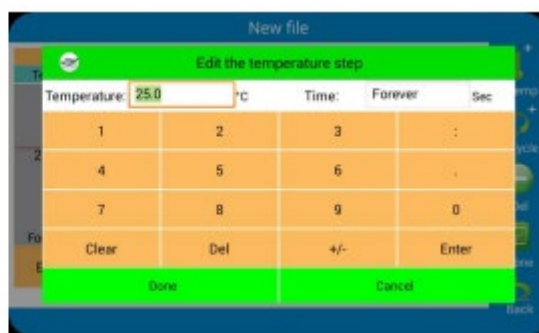 New file
Edit the temperature step
Temperature: 25.0 °C Time: Forever Sec
1 2 3 :
4 5 6 .
7 8 9 0
Clear Del +/- Enter
Done Cancel
Back